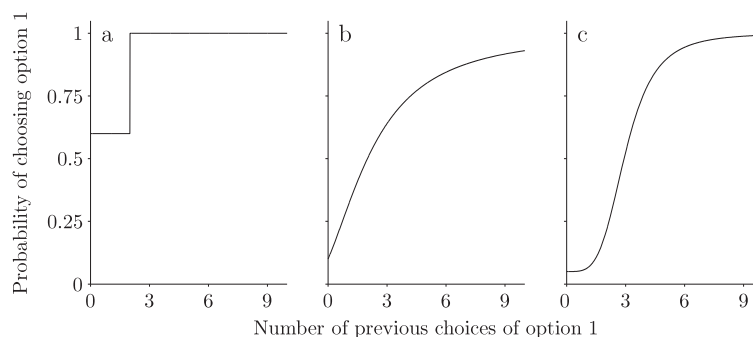 Probability of choosing option 1
1
0.75
0.5
0.25
0
a
b
c
0 3 6 9
0 3 6 9
0 3 6 9
Number of previous choices of option 1